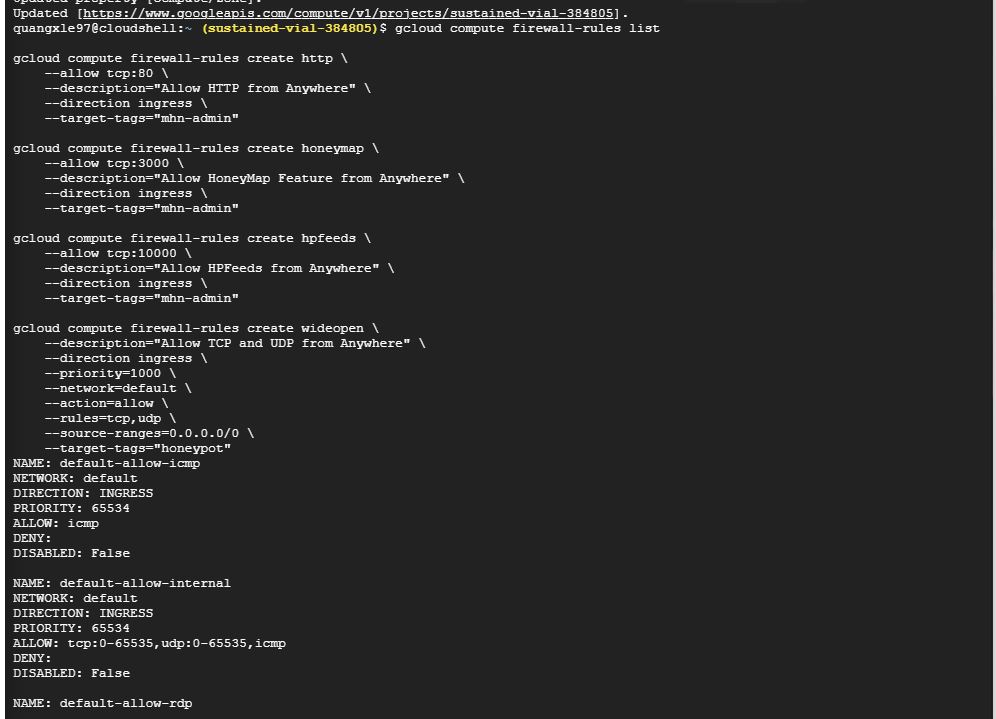 Updated property [compute/zone].
Updated [https://www.googleapis.com/compute/v1/projects/sustained-vial-384805].
quangxle97@cloudshell:~ (sustained-vial-384805)$ gcloud compute firewall-rules list
gcloud compute firewall-rules create http \
--allow tcp:80 \
--description="Allow HTTP from Anywhere" \
--direction ingress \
--target-tags="mhn-admin"
gcloud compute firewall-rules create honeymap \
--allow tcp:3000 \
--description="Allow HoneyMap Feature from Anywhere" \
--direction ingress \
--target-tags="mhn-admin"
gcloud compute firewall-rules create hpfeeds \
--allow tcp:10000 \
--description="Allow HPFeeds from Anywhere" \
--direction ingress \
--target-tags="mhn-admin"
gcloud compute firewall-rules create wideopen \
--description="Allow TCP and UDP from Anywhere" \
--direction ingress \
--priority=1000 \
--network=default \
--action=allow \
--rules=tcp,udp \
--source-ranges=0.0.0.0/0 \
--target-tags="honeypot"
NAME: default-allow-icmp
NETWORK: default
DIRECTION: INGRESS
PRIORITY: 65534
ALLOW: icmp
DENY:
DISABLED: False
NAME: default-allow-internal
NETWORK: default
DIRECTION: INGRESS
PRIORITY: 65534
ALLOW: tcp:0-65535,udp:0-65535,icmp
DENY:
DISABLED: False
NAME: default-allow-rdp